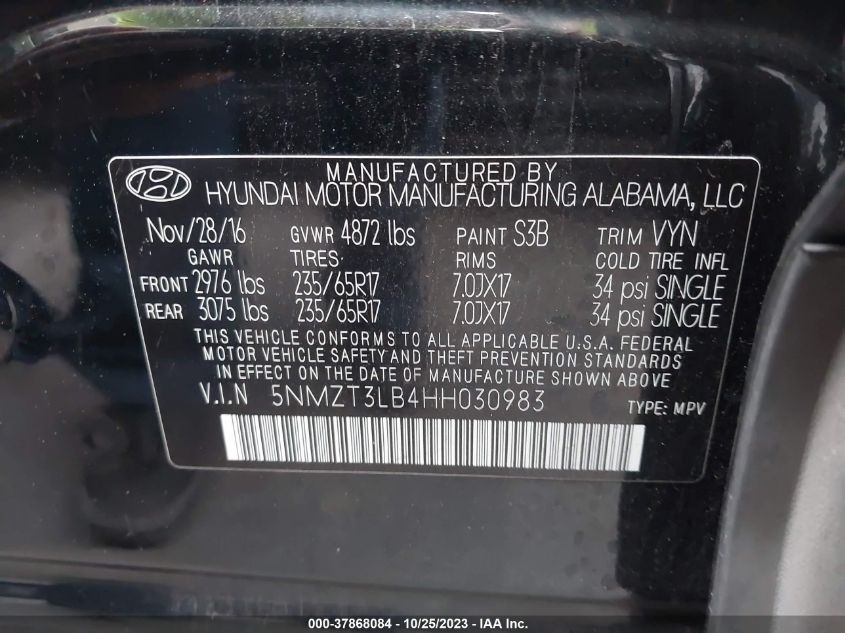 MANUFACTURED BY
HYUNDAI MOTOR MANUFACTURING ALABAMA, LLC
Nov/28/16 GVWR 4872 lbs PAINT S3B TRIM VYN
GAWR TIRES RIMS COLD TIRE INFL
FRONT 2976 lbs 235/65R17 7.0JX17 34 psi SINGLE
REAR 3075 lbs 235/65R17 7.0JX17 34 psi SINGLE
THIS VEHICLE CONFORMS TO ALL APPLICABLE U.S.A. FEDERAL
MOTOR VEHICLE SAFETY AND THEFT PREVENTION STANDARDS
IN EFFECT ON THE DATE OF MANUFACTURE SHOWN ABOVE.
V.I.N 5NMZT3LB4HH030983 TYPE: MPV
000-37868084 - 10/25/2023 - IAA Inc.